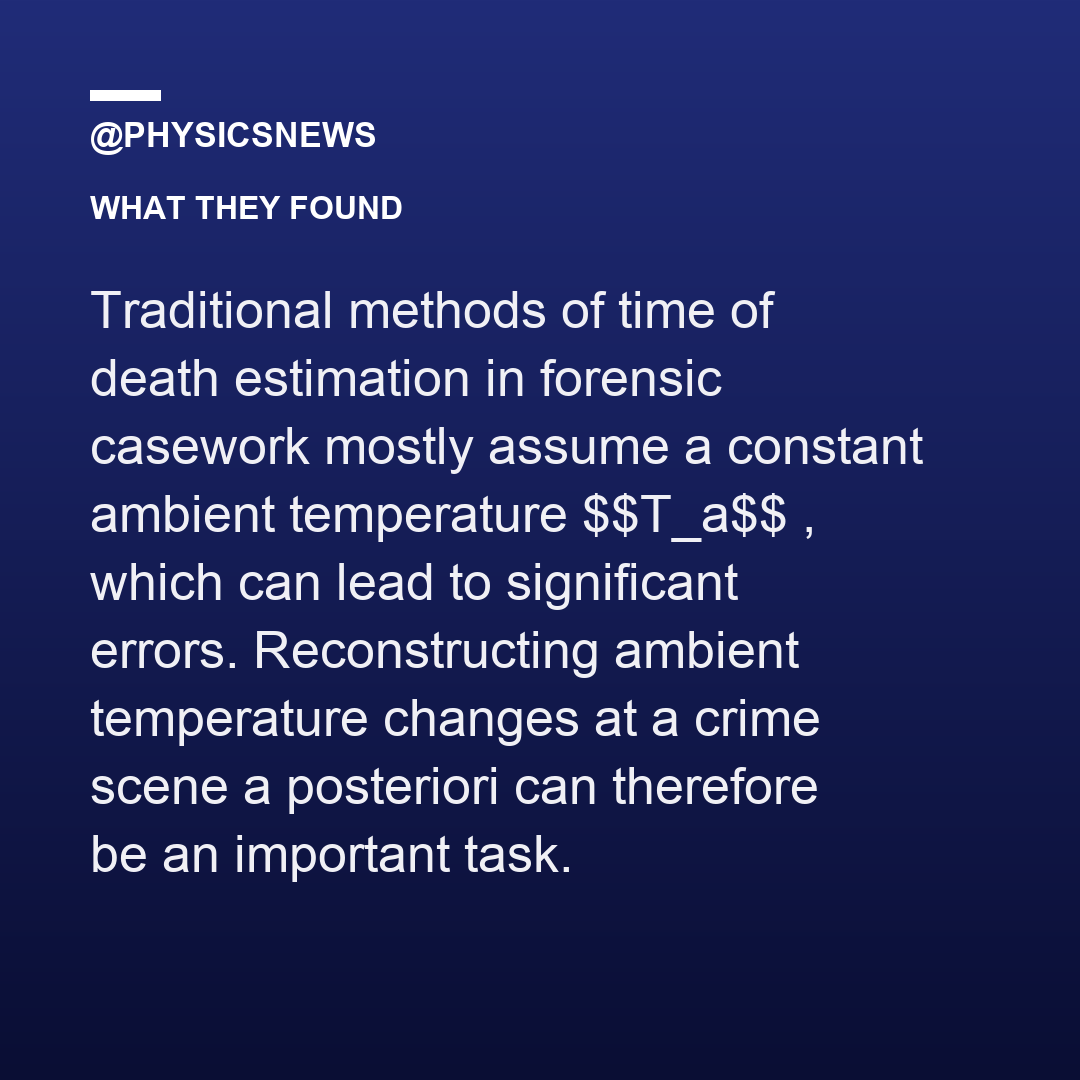 @PHYSICSNEWS
WHAT THEY FOUND
Traditional methods of time of
death estimation in forensic
casework mostly assume a constant
ambient temperature $$T_a$$ ,
which can lead to significant
errors. Reconstructing ambient
temperature changes at a crime
scene a posteriori can therefore
be an important task.